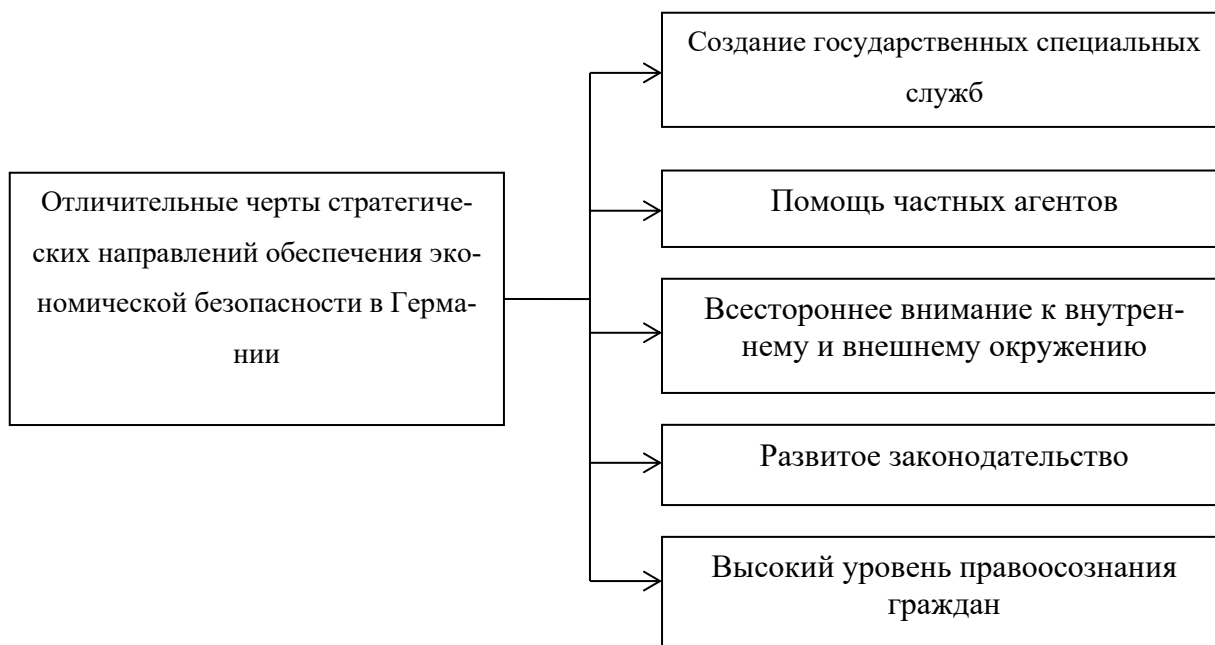 Отличительные черты стратегиче-
ских направлений обеспечения эко-
номической безопасности в Герма-
нии
Создание государственных специальных
служб
Помощь частных агентов
Всестороннее внимание к внутрен-
нему и внешнему окружению
Развитое законодательство
Высокий уровень правоосознания
граждан